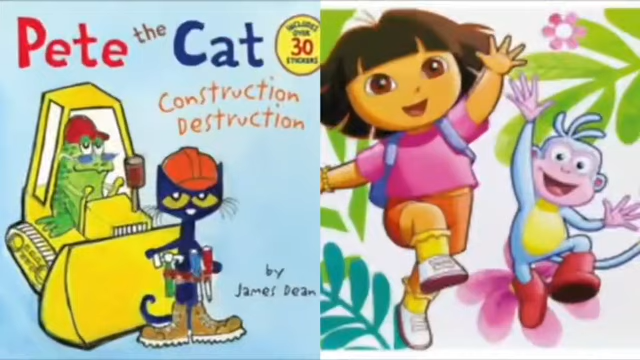 Pete the Cat
INCLUDES
OVER
30
STICKERS
Construction
Destruction
by
James Dean